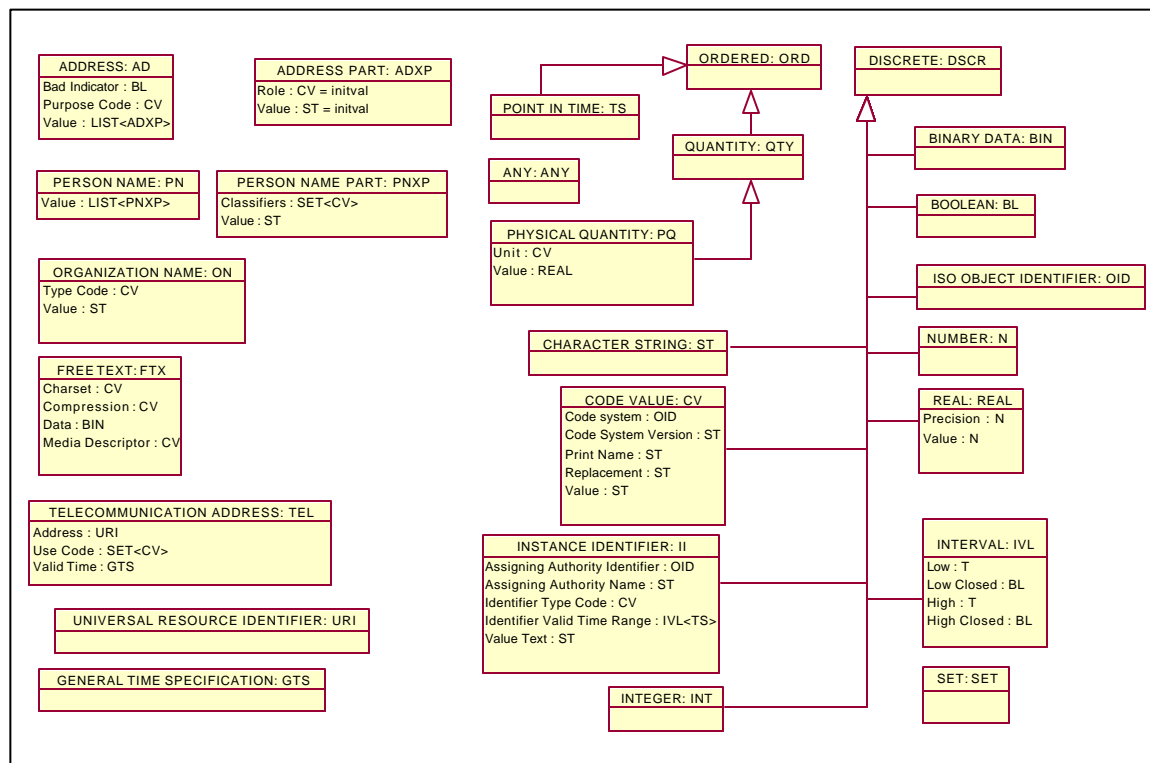 ADDRESS: AD
Bad Indicator : BL
Purpose Code : CV
Value : LIST<ADXP>
ADDRESS PART: ADXP
Role : CV = initval
Value : ST = initval
PERSON NAME: PN
Value : LIST<PNXP>
PERSON NAME PART: PNXP
Classifiers : SET<CV>
Value : ST
ORGANIZATION NAME: ON
Type Code : CV
Value : ST
FREE TEXT: FTX
Charset : CV
Compression : CV
Data : BIN
Media Descriptor : CV
TELECOMMUNICATION ADDRESS: TEL
Address : URI
Use Code : SET<CV>
Valid Time : GTS
UNIVERSAL RESOURCE IDENTIFIER: URI
GENERAL TIME SPECIFICATION: GTS
ORDERED: ORD
POINT IN TIME: TS
QUANTITY: QTY
ANY: ANY
PHYSICAL QUANTITY: PQ
Unit : CV
Value : REAL
CHARACTER STRING: ST
CODE VALUE: CV
Code system : OID
Code System Version : ST
Print Name : ST
Replacement : ST
Value : ST
INSTANCE IDENTIFIER: II
Assigning Authority Identifier : OID
Assigning Authority Name : ST
Identifier Type Code : CV
Identifier Valid Time Range : IVL<TS>
Value Text : ST
INTEGER: INT
DISCRETE: DSCR
BINARY DATA: BIN
BOOLEAN: BL
ISO OBJECT IDENTIFIER: OID
NUMBER: N
REAL: REAL
Precision : N
Value : N
INTERVAL: IVL
Low : T
Low Closed : BL
High : T
High Closed : BL
SET: SET